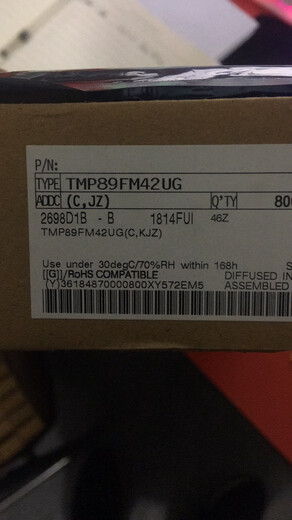 P/N:
TYPE TMP89FM42UG
ADDC (C,JZ) Q'TY 80
2698D1B - B 1814FUI 46Z
TMP89FM42UG(C,KJZ)
Use under 30degC/70%RH within 168h S
[[G]]/RoHS COMPATIBLE DIFFUSED IN
(Y)36184870000800XY572EM5 ASSEMBLED